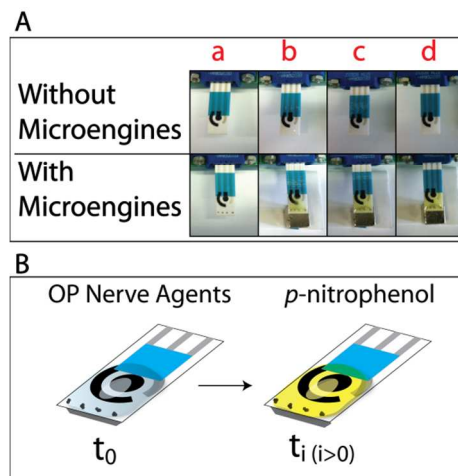 A
a b c d
Without
Microengines
With
Microengines
B
OP Nerve Agents p-nitrophenol
t0 ti (i>0)